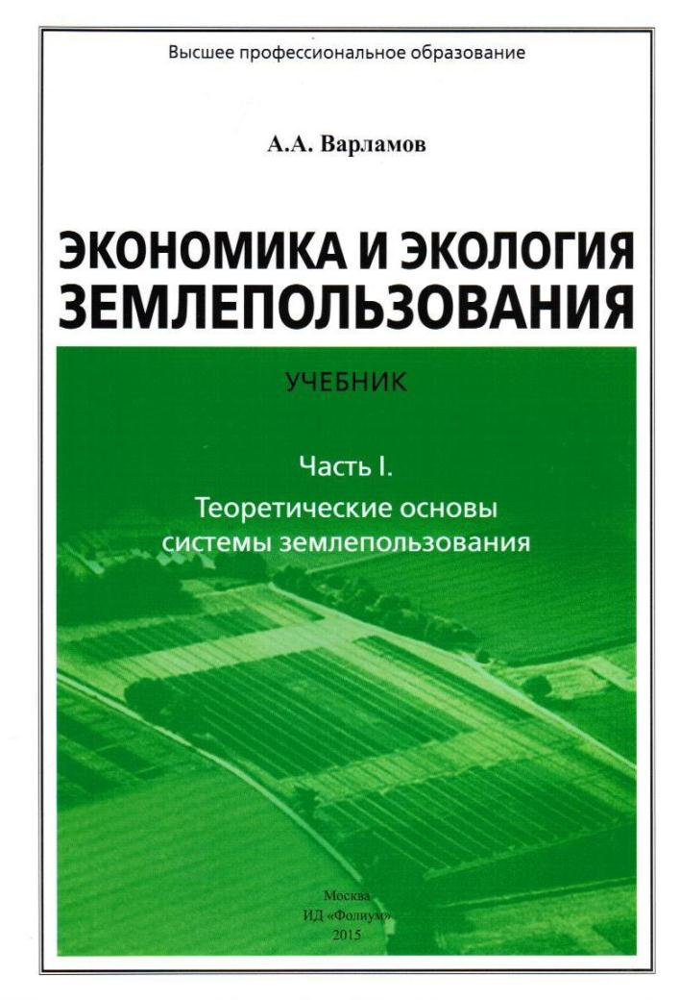 Высшее профессиональное образование
А.А. Варламов
ЭКОНОМИКА И ЭКОЛОГИЯ
ЗЕМЛЕПОЛЬЗОВАНИЯ
УЧЕБНИК
Часть I.
Теоретические основы
системы землепользования
Москва
ИД «Фолиум»
2015